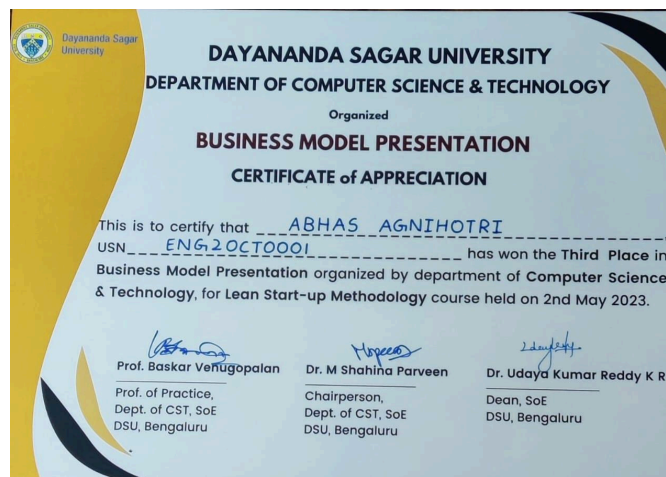 Dayananda Sagar
University
DAYANANDA SAGAR UNIVERSITY
DEPARTMENT OF COMPUTER SCIENCE & TECHNOLOGY
Organized
BUSINESS MODEL PRESENTATION
CERTIFICATE of APPRECIATION
This is to certify that ABHAS AGNIHOTRI
USN ENG20CT0001 has won the Third Place in
Business Model Presentation organized by department of Computer Science
& Technology, for Lean Start-up Methodology course held on 2nd May 2023.
Prof. Baskar Venugopalan
Prof. of Practice,
Dept. of CST, SoE
DSU, Bengaluru
Dr. M Shahina Parveen
Chairperson,
Dept. of CST, SoE
DSU, Bengaluru
Dr. Udaya Kumar Reddy K R
Dean, SoE
DSU, Bengaluru